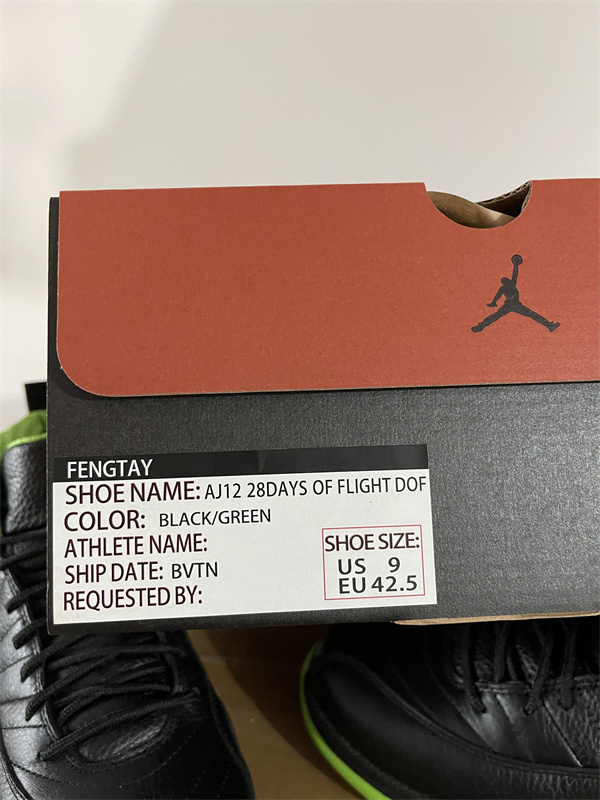 FENGTAY
SHOE NAME: AJ12 28DAYS OF FLIGHT DOF
COLOR: BLACK/GREEN
ATHLETE NAME:
SHIP DATE: BVTN
REQUESTED BY:
SHOE SIZE:
US 9
EU 42.5